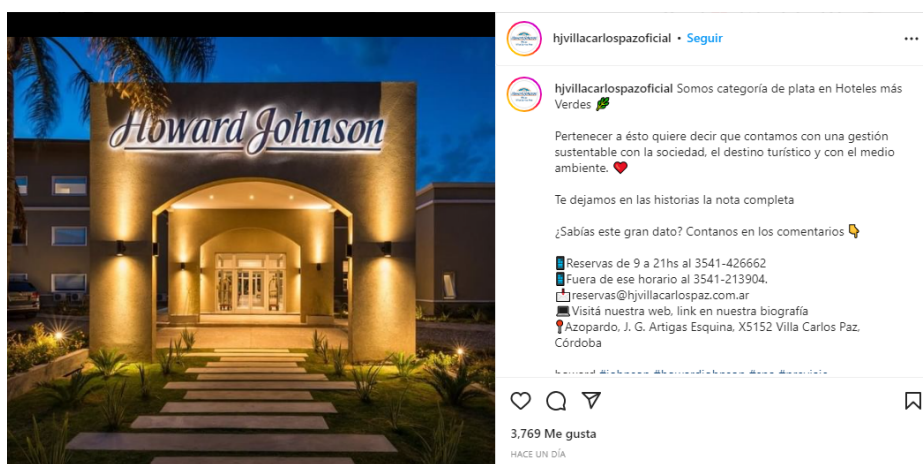 Howard Johnson
hjvillacarlospazoficial • Seguir
hjvillacarlospazoficial Somos categoría de plata en Hoteles más
Verdes
Pertenecer a ésto quiere decir que contamos con una gestión
sustentable con la sociedad, el destino turístico y con el medio
ambiente.
Te dejamos en las historias la nota completa
¿Sabías este gran dato? Contanos en los comentarios
Reservas de 9 a 21hs al 3541-426662
Fuera de ese horario al 3541-213904.
reservas@hjvillacarlospaz.com.ar
Visitá nuestra web, link en nuestra biografía
Azopardo, J. G. Artigas Esquina, X5152 Villa Carlos Paz,
Córdoba
3,769 Me gusta
HACE UN DÍA